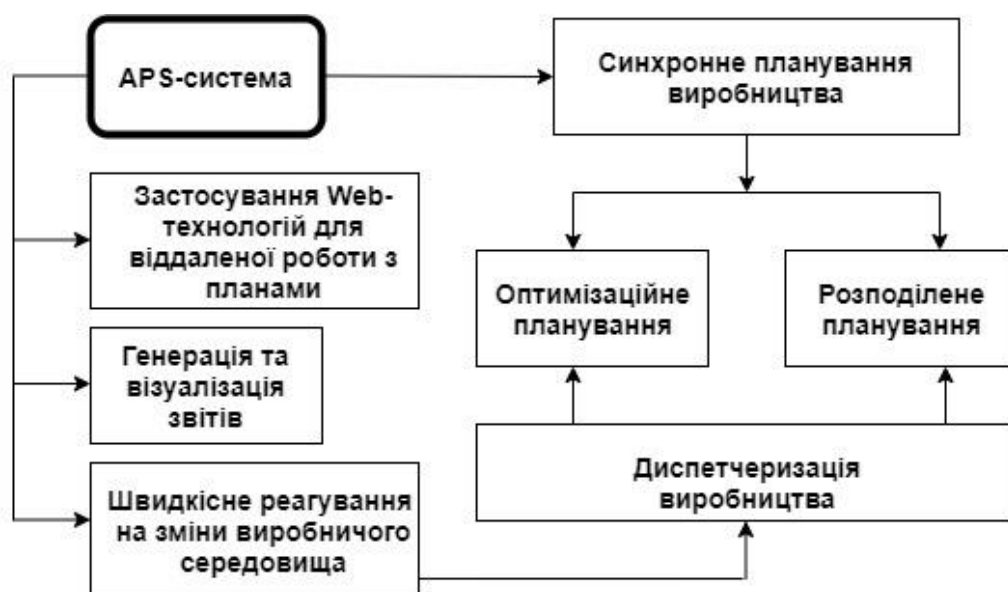 APS-система
Синхронне планування
виробництва
Застосування Web-
технологій для
віддаленої роботи з
планами
Оптимізаційне
планування
Розподілене
планування
Генерація та
візуалізація
звітів
Диспетчеризація
виробництва
Швидкісне реагування
на зміни виробничого
середовища